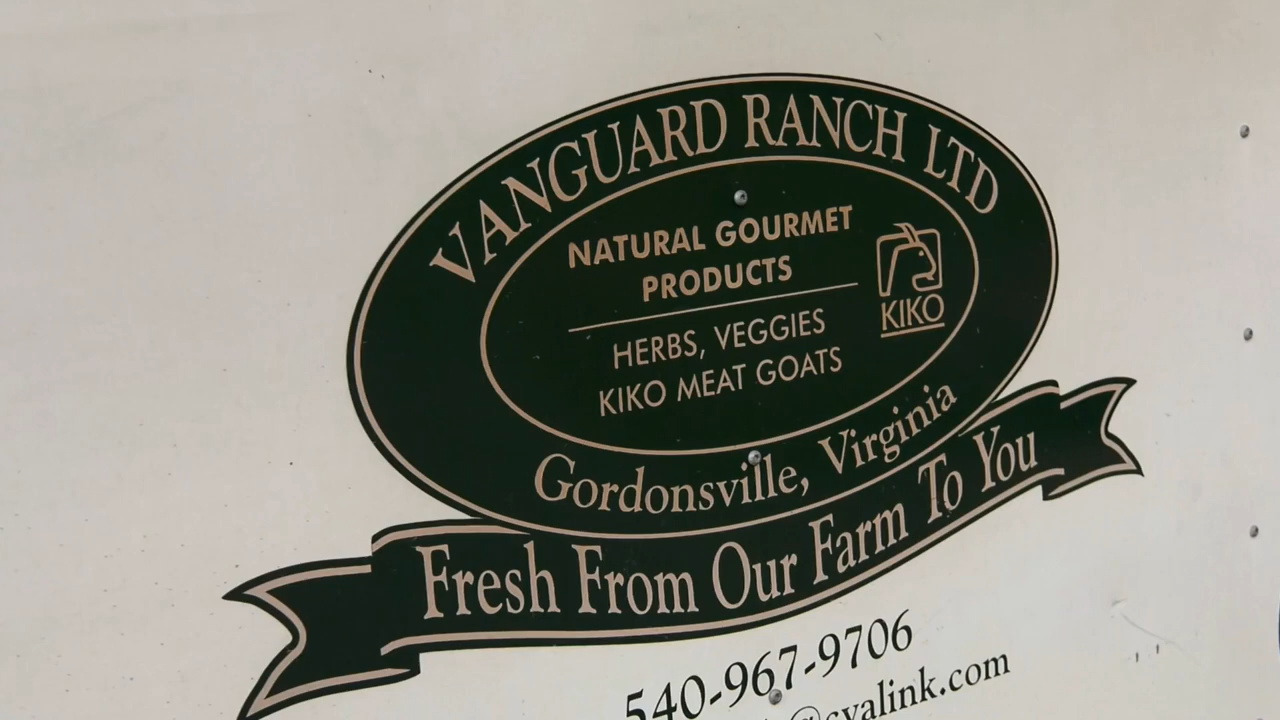 VANGUARD RANCH LTD
NATURAL GOURMET
PRODUCTS
HERBS, VEGGIES
KIKO MEAT GOATS
KIKO
Gordonsville, Virginia
Fresh From Our Farm To You
540-967-9706
@cvalink.com